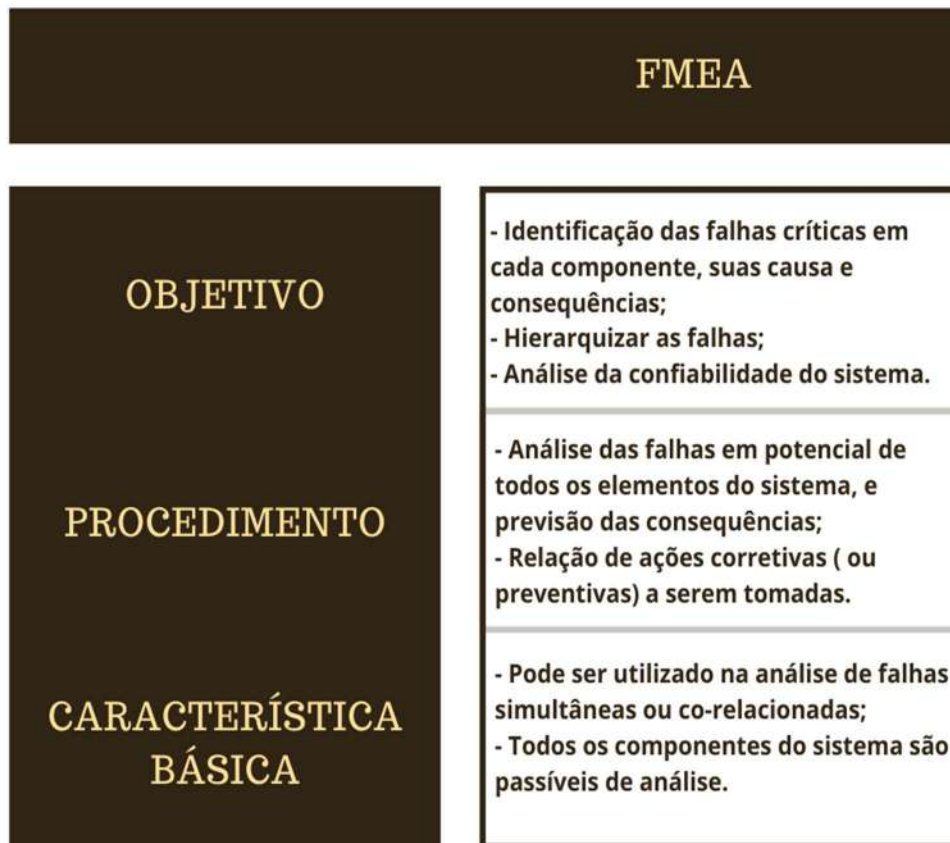 FMEA
OBJETIVO
- Identificação das falhas críticas em
cada componente, suas causa e
consequências;
- Hierarquizar as falhas;
- Análise da confiabilidade do sistema.
PROCEDIMENTO
- Análise das falhas em potencial de
todos os elementos do sistema, e
previsão das consequências;
- Relação de ações corretivas ( ou
preventivas) a serem tomadas.
CARACTERÍSTICA
BÁSICA
- Pode ser utilizado na análise de falhas
simultâneas ou co-relacionadas;
- Todos os componentes do sistema são
passíveis de análise.